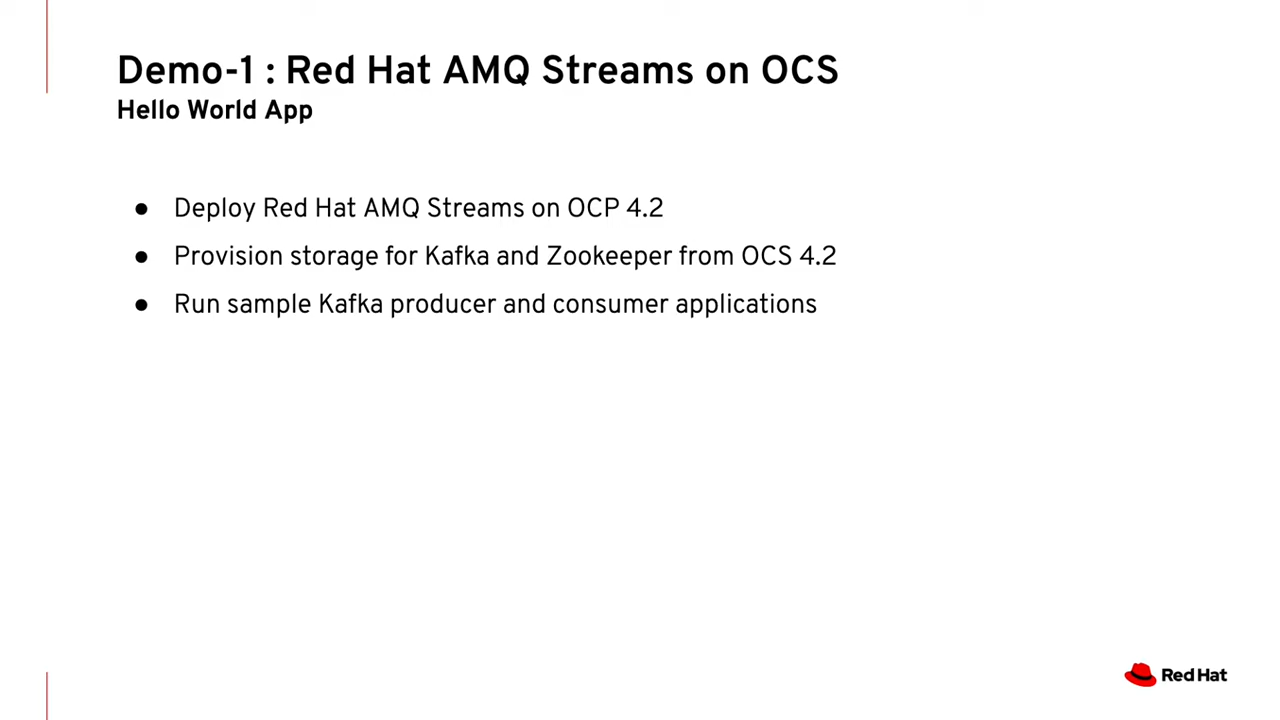 Demo-1 : Red Hat AMQ Streams on OCS
Hello World App
● Deploy Red Hat AMQ Streams on OCP 4.2
● Provision storage for Kafka and Zookeeper from OCS 4.2
● Run sample Kafka producer and consumer applications
Red Hat